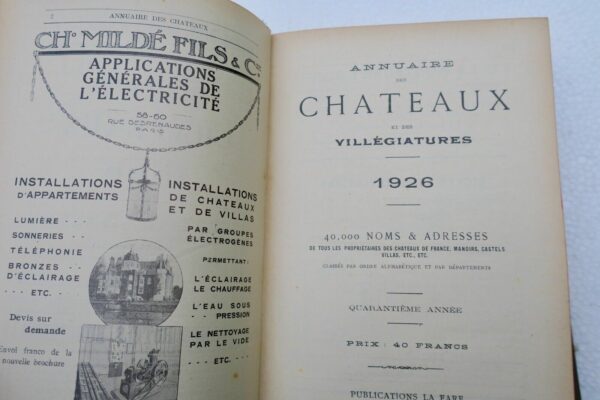 2 ANNUAIRE DES CHATEAUX
CHs MILDÉ FILS & Cie
APPLICATIONS
GÉNÉRALES DE
L'ÉLECTRICITÉ
58-60
RUE DESRENAUDES
PARIS
INSTALLATIONS
D'APPARTEMENTS
LUMIÈRE
SONNERIES
TÉLÉPHONIE
BRONZES
D'ÉCLAIRAGE
ETC.
Devis sur
demande
Envoi franco de la
nouvelle brochure
INSTALLATIONS
DE CHATEAUX
ET DE VILLAS
PAR GROUPES
ÉLECTROGÈNES
PERMETTANT:
L'ÉCLAIRAGE
LE CHAUFFAGE
L'EAU SOUS
PRESSION
LE NETTOYAGE
PAR LE VIDE
ETC.
ANNUAIRE
DES
CHATEAUX
ET DES
VILLÉGIATURES
1926
40,000 NOMS & ADRESSES
DE TOUS LES PROPRIÉTAIRES DES CHATEAUX DE FRANCE, MANOIRS, CASTELS
VILLAS, ETC., ETC.
CLASSÉS PAR ORDRE ALPHABÉTIQUE ET PAR DÉPARTEMENTS
QUARANTIÈME ANNÉE
PRIX : 40 FRANCS
PUBLICATIONS LA FARE